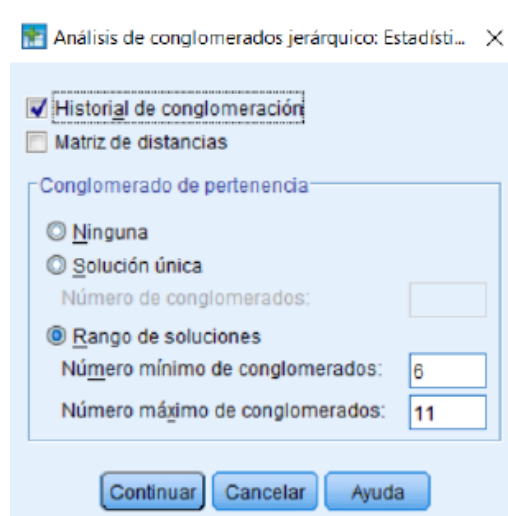 Análisis de conglomerados jerárquico: Estadísti...
Historial de conglomeración
Matriz de distancias
Conglomerado de pertenencia
Ninguna
Solución única
Número de conglomerados:
Rango de soluciones
Número mínimo de conglomerados: 6
Número máximo de conglomerados: 11
Continuar Cancelar Ayuda